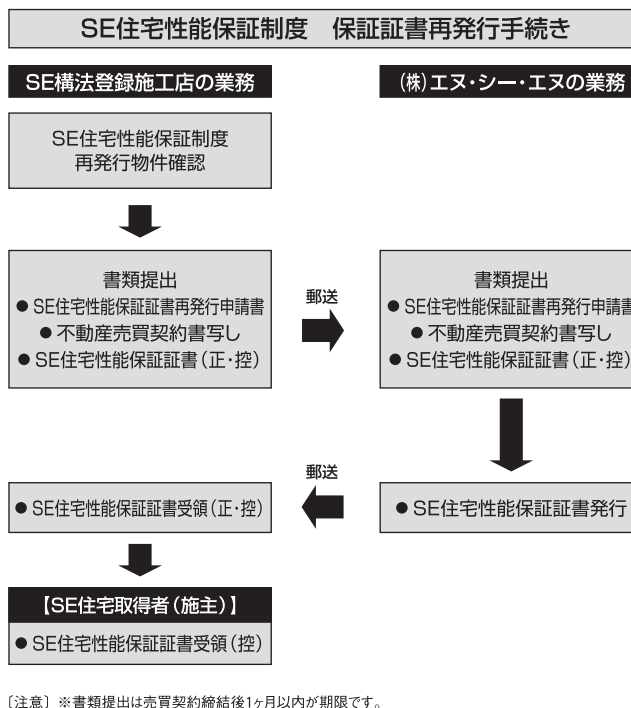 SE住宅性能保証制度　保証証書再発行手続き
SE構法登録施工店の業務
(株)エヌ・シー・エヌの業務
SE住宅性能保証制度
再発行物件確認
書類提出
● SE住宅性能保証証書再発行申請書
● 不動産売買契約書写し
● SE住宅性能保証証書（正・控）
郵送
書類提出
● SE住宅性能保証証書再発行申請書
● 不動産売買契約書写し
● SE住宅性能保証証書（正・控）
● SE住宅性能保証証書発行
郵送
● SE住宅性能保証証書受領（正・控）
【SE住宅取得者（施主）】
● SE住宅性能保証証書受領（控）
〔注意〕※書類提出は売買契約締結後1ヶ月以内が期限です。